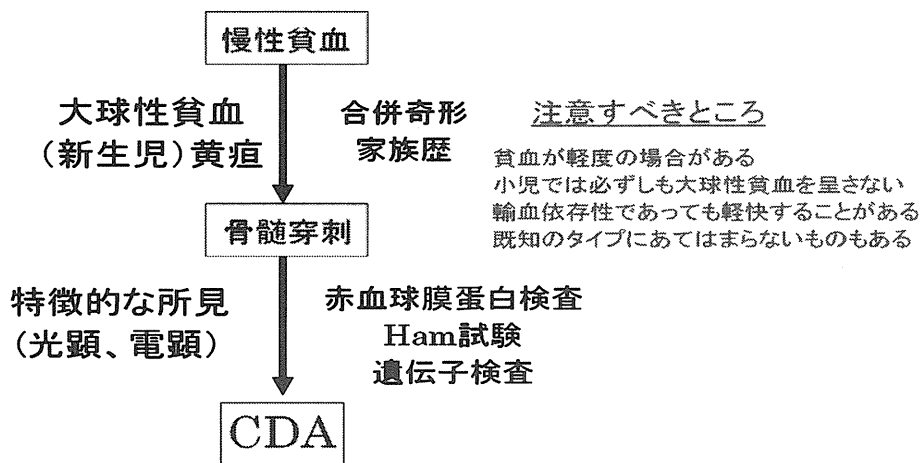 慢性貧血
大球性貧血
（新生児）黄疸
合併奇形
家族歴
注意すべきところ
貧血が軽度の場合がある
小児では必ずしも大球性貧血を呈さない
輸血依存性であっても軽快することがある
既知のタイプにあてはまらないものもある
骨髄穿刺
特徴的な所見
（光顕、電顕）
赤血球膜蛋白検査
Ham試験
遺伝子検査
CDA